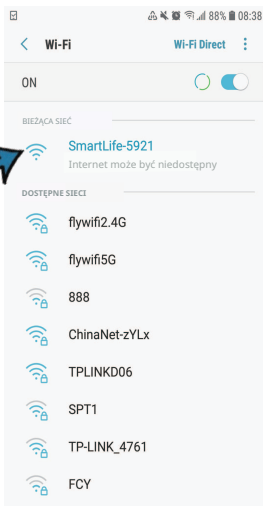 88% 08:38
Wi-Fi Wi-Fi Direct
ON
BIEŻĄCA SIEĆ
SmartLife-5921
Internet może być niedostępny
DOSTĘPNE SIECI
flywifi2.4G
flywifi5G
888
ChinaNet-zYLx
TPLINKD06
SPT1
TP-LINK_4761
FCY